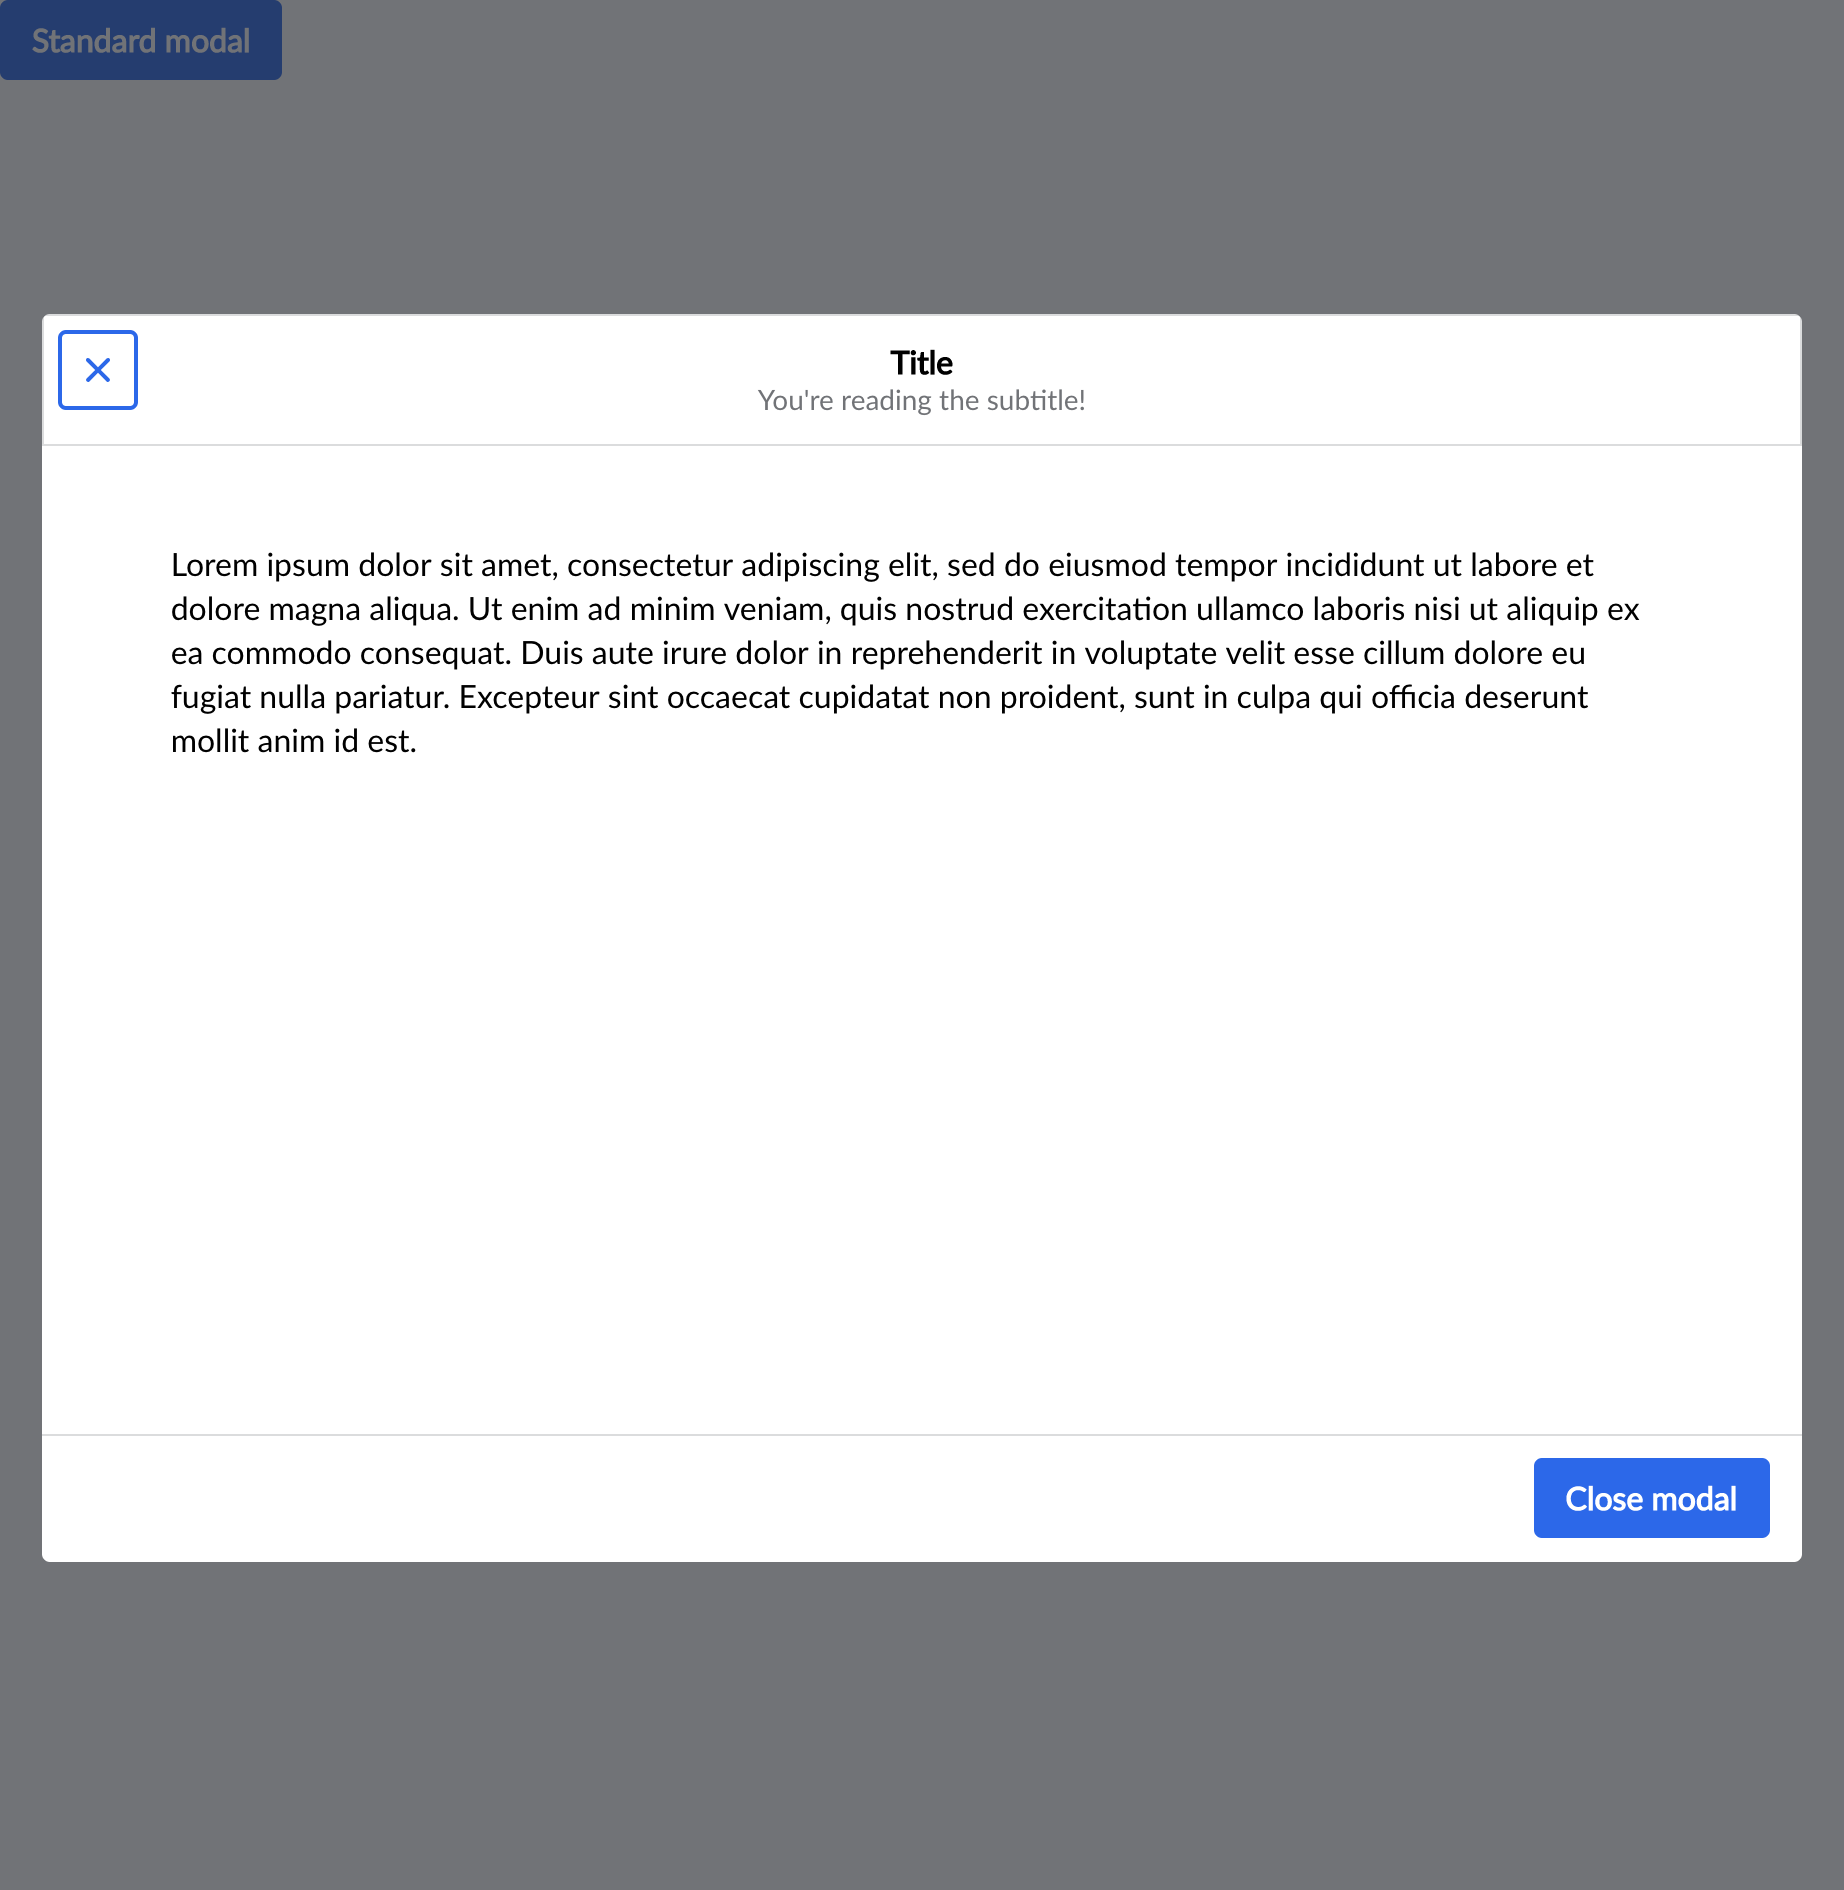 Standard modal
Title
You're reading the subtitle!
Lorem ipsum dolor sit amet, consectetur adipiscing elit, sed do eiusmod tempor incididunt ut labore et
dolore magna aliqua. Ut enim ad minim veniam, quis nostrud exercitation ullamco laboris nisi ut aliquip ex
ea commodo consequat. Duis aute irure dolor in reprehenderit in voluptate velit esse cillum dolore eu
fugiat nulla pariatur. Excepteur sint occaecat cupidatat non proident, sunt in culpa qui officia deserunt
mollit anim id est.
Close modal